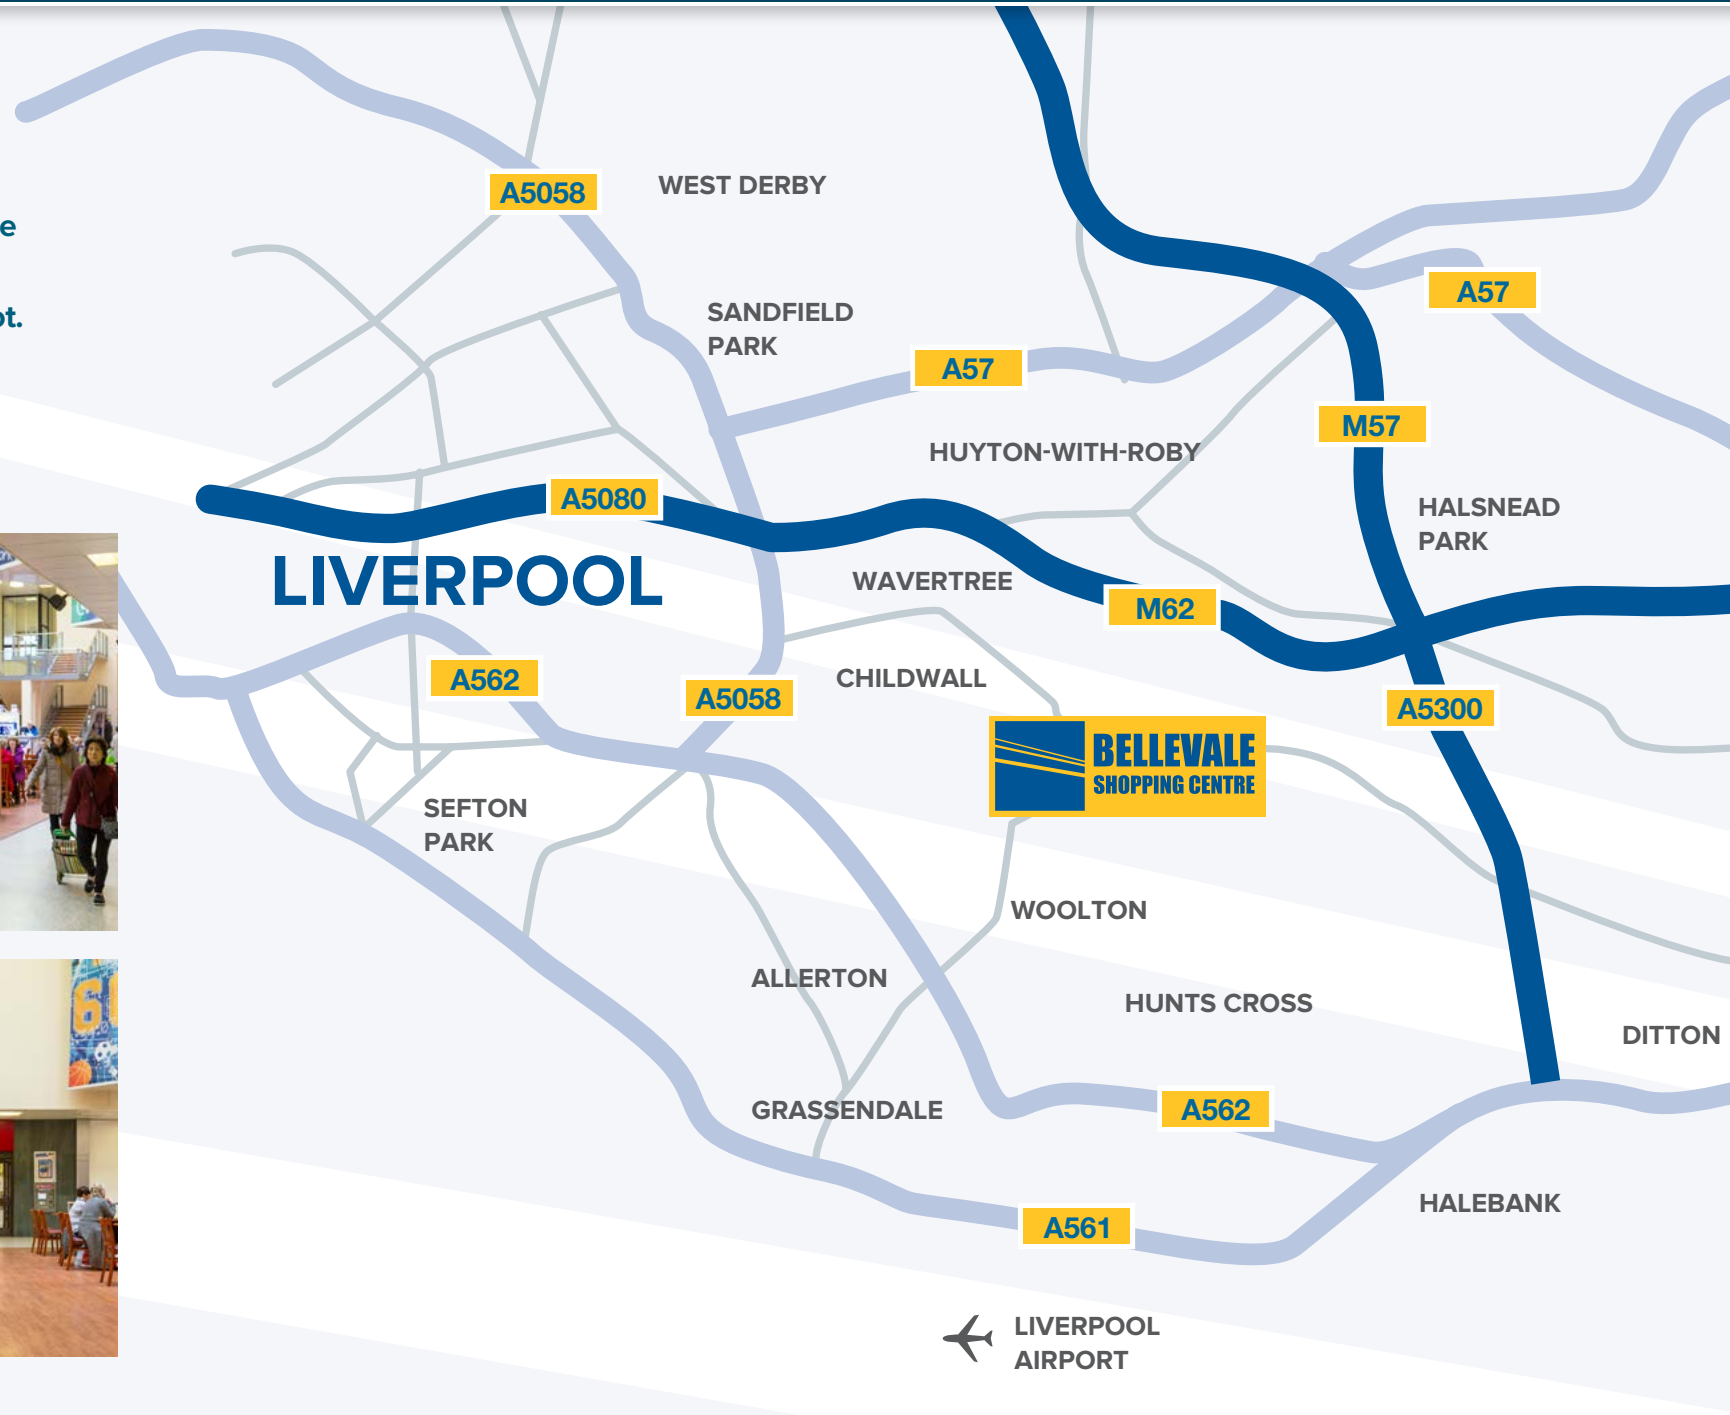 WEST DERBY
A5058
e
A57
SANDFIELD
PARK
ot.
A57
M57
HUYTON-WITH-ROBY
A5080
HALSNEAD
PARK
LIVERPOOL
WAVERTREE
M62
A562
CHILDWALL
A5058
A5300
BELLEVALE
SHOPPING CENTRE
SEFTON
PARK
WOOLTON
ALLERTON
HUNTS CROSS
DITTON
GRASSENDALE
A562
HALEBANK
A561
LIVERPOOL
AIRPORT